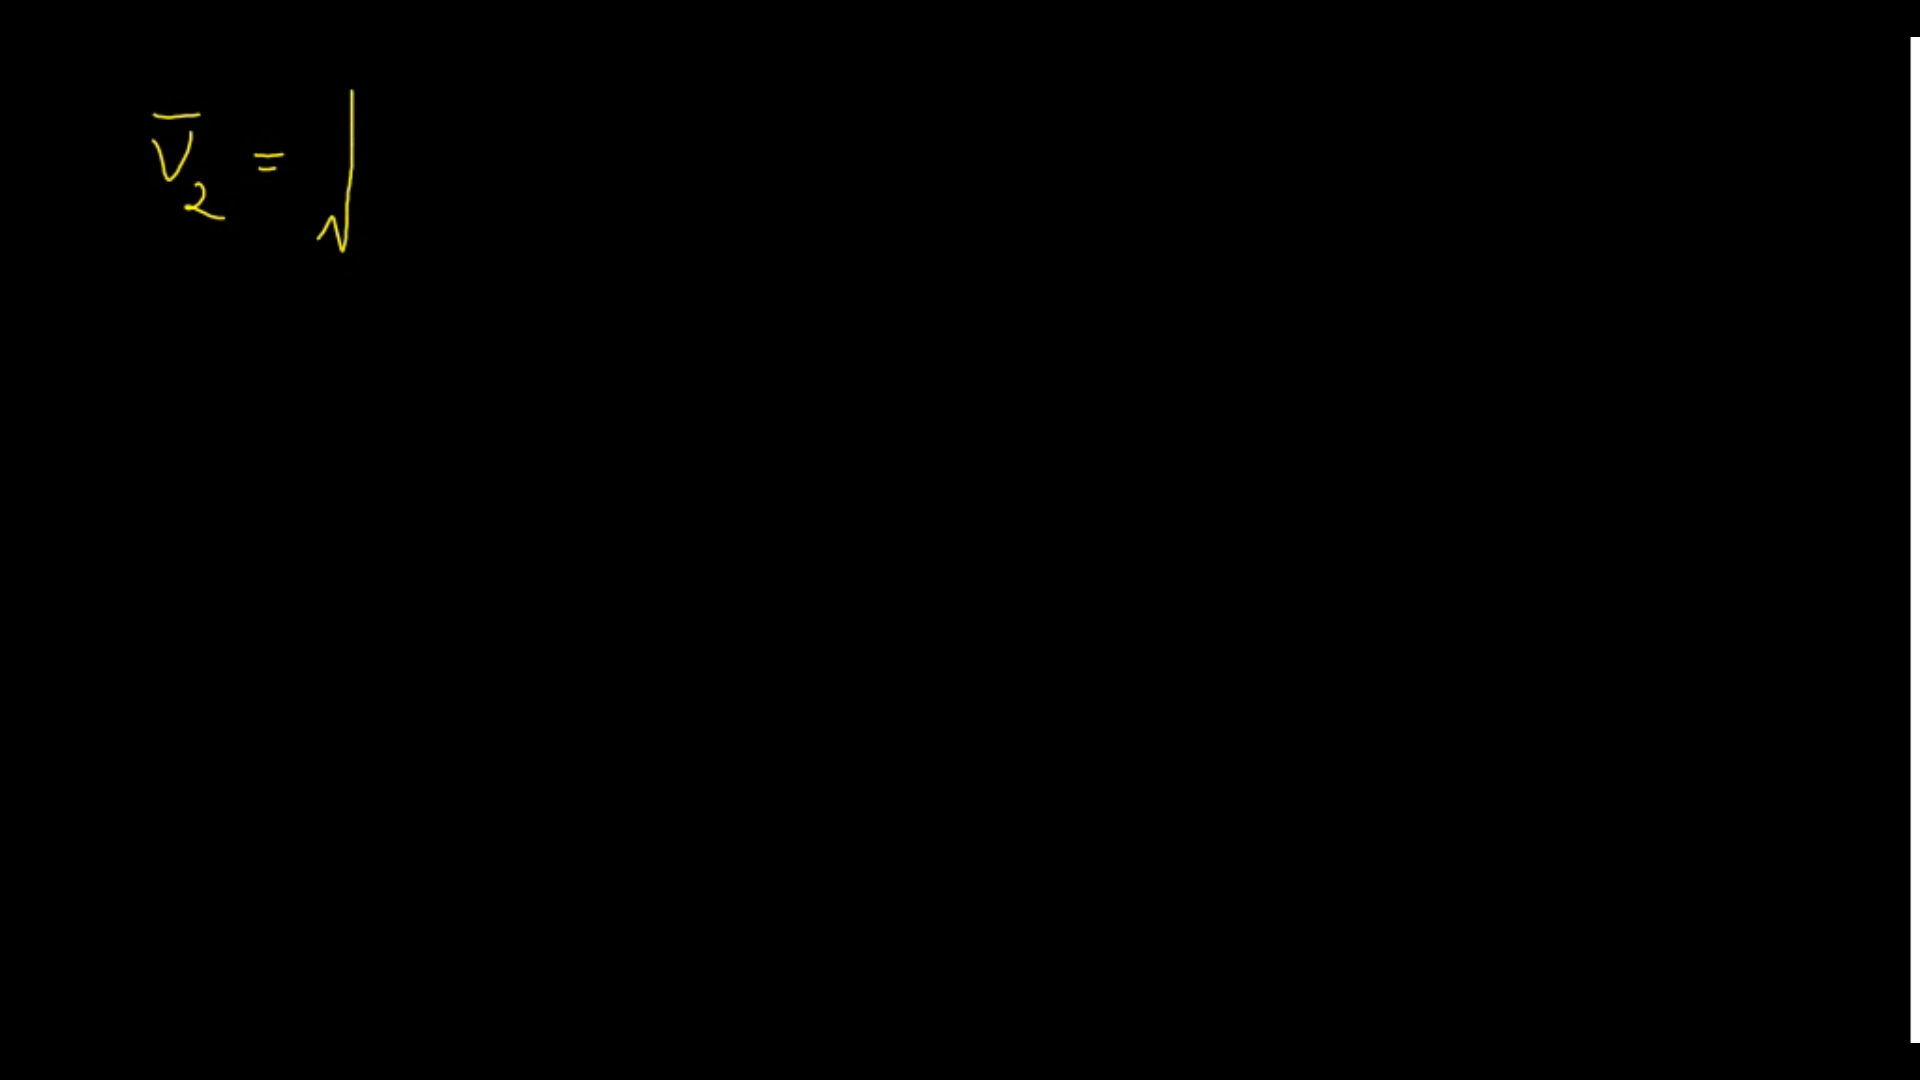 V̅₂ = √